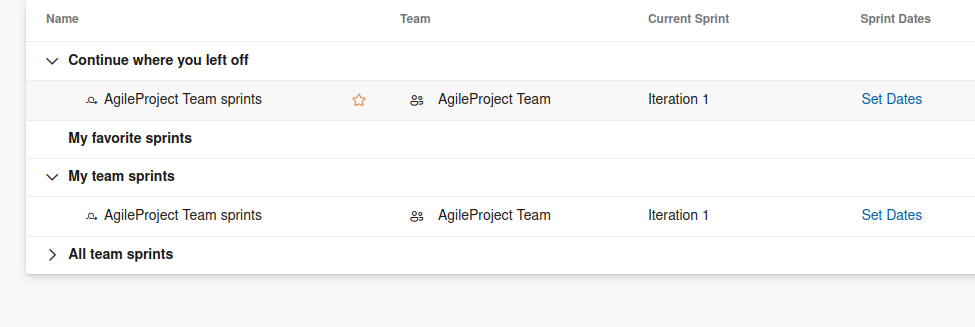 Name Team Current Sprint Sprint Dates
Continue where you left off
AgileProject Team sprints AgileProject Team Iteration 1 Set Dates
My favorite sprints
My team sprints
AgileProject Team sprints AgileProject Team Iteration 1 Set Dates
All team sprints